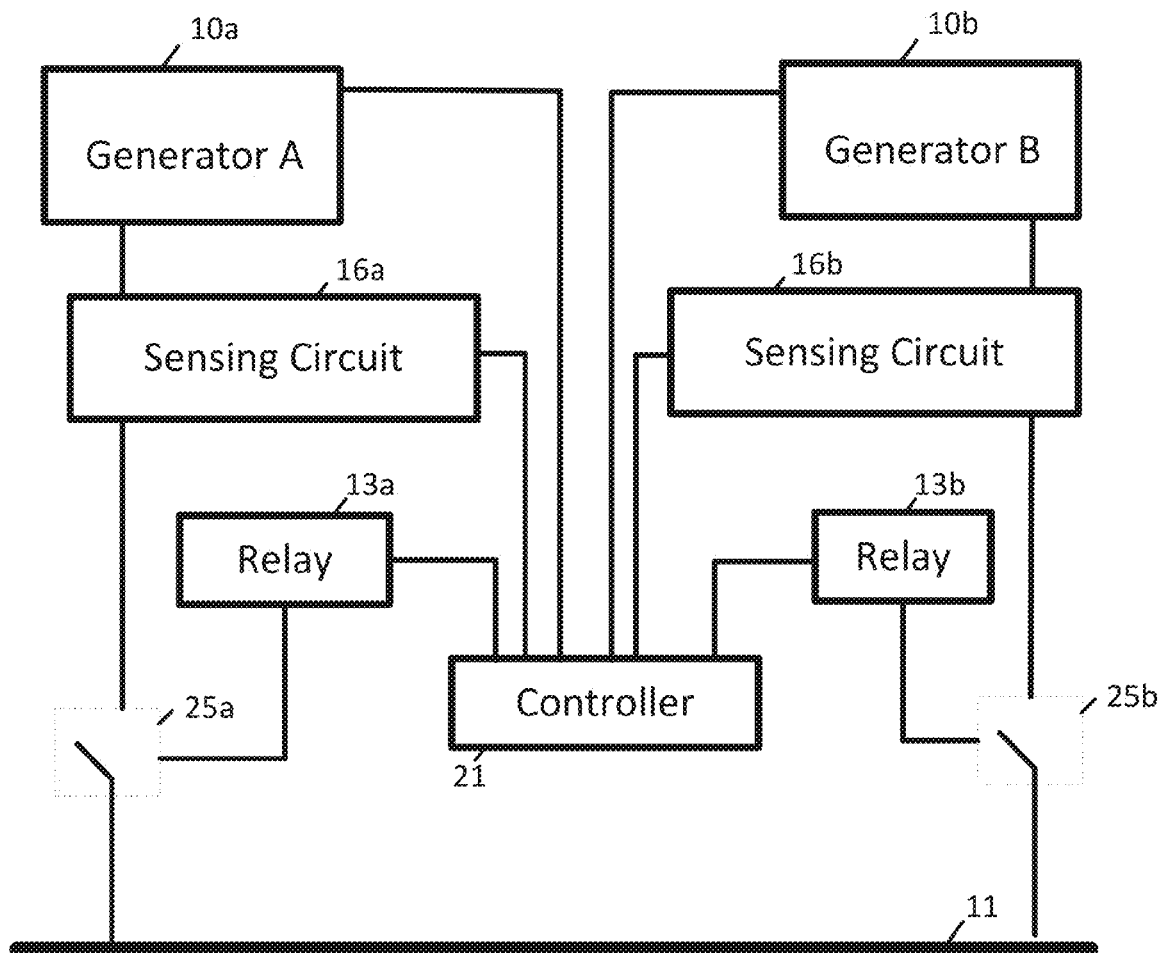 10a
10b
Generator A
Generator B
16a
16b
Sensing Circuit
Sensing Circuit
13a
13b
Relay
Relay
25a
Controller
25b
21
11